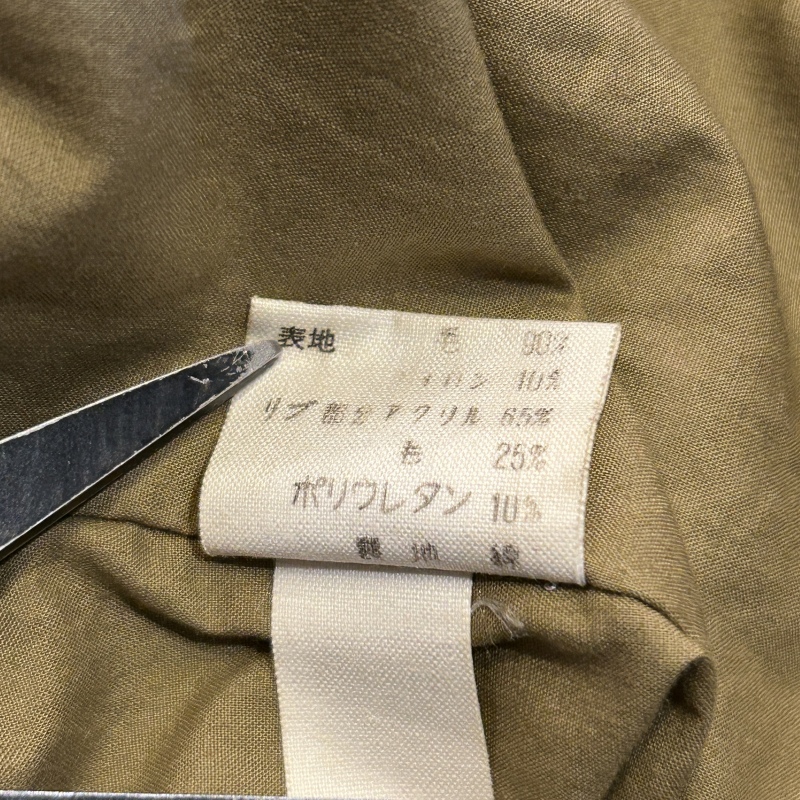 表地 毛 90%
ナイロン 10%
リブ部分 アクリル 65%
毛 25%
ポリウレタン 10%
裏地 綿